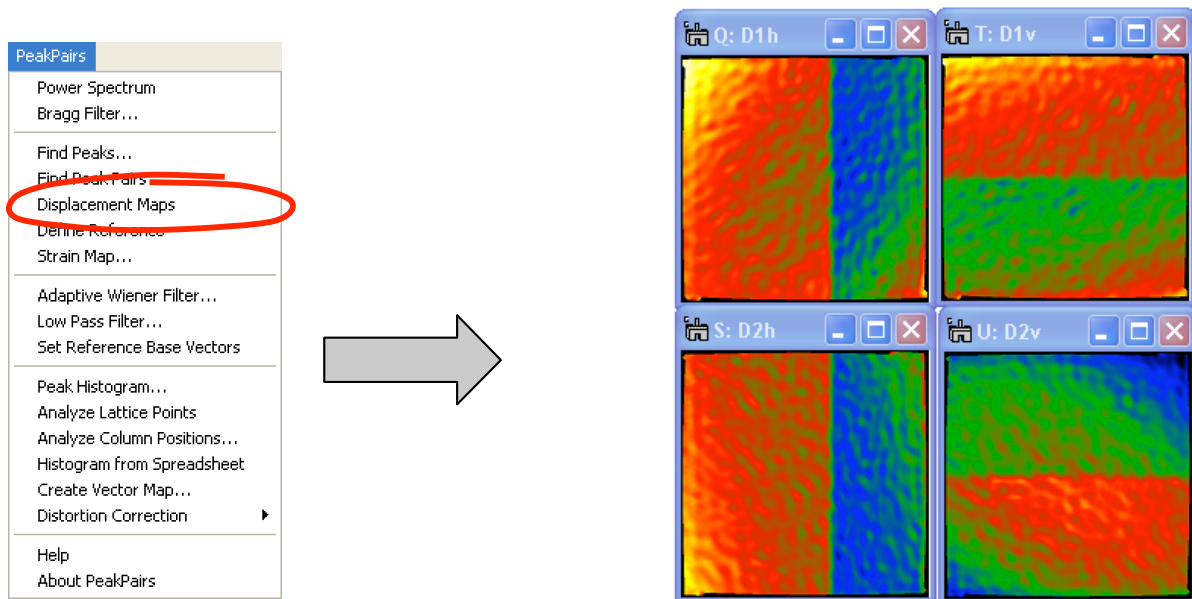 PeakPairs
Power Spectrum
Bragg Filter...
Find Peaks...
Find Peak Pairs
Displacement Maps
Define Reference
Strain Map...
Adaptive Wiener Filter...
Low Pass Filter...
Set Reference Base Vectors
Peak Histogram...
Analyze Lattice Points
Analyze Column Positions...
Histogram from Spreadsheet
Create Vector Map...
Distortion Correction
Help
About PeakPairs
Q: D1h
T: D1v
S: D2h
U: D2v